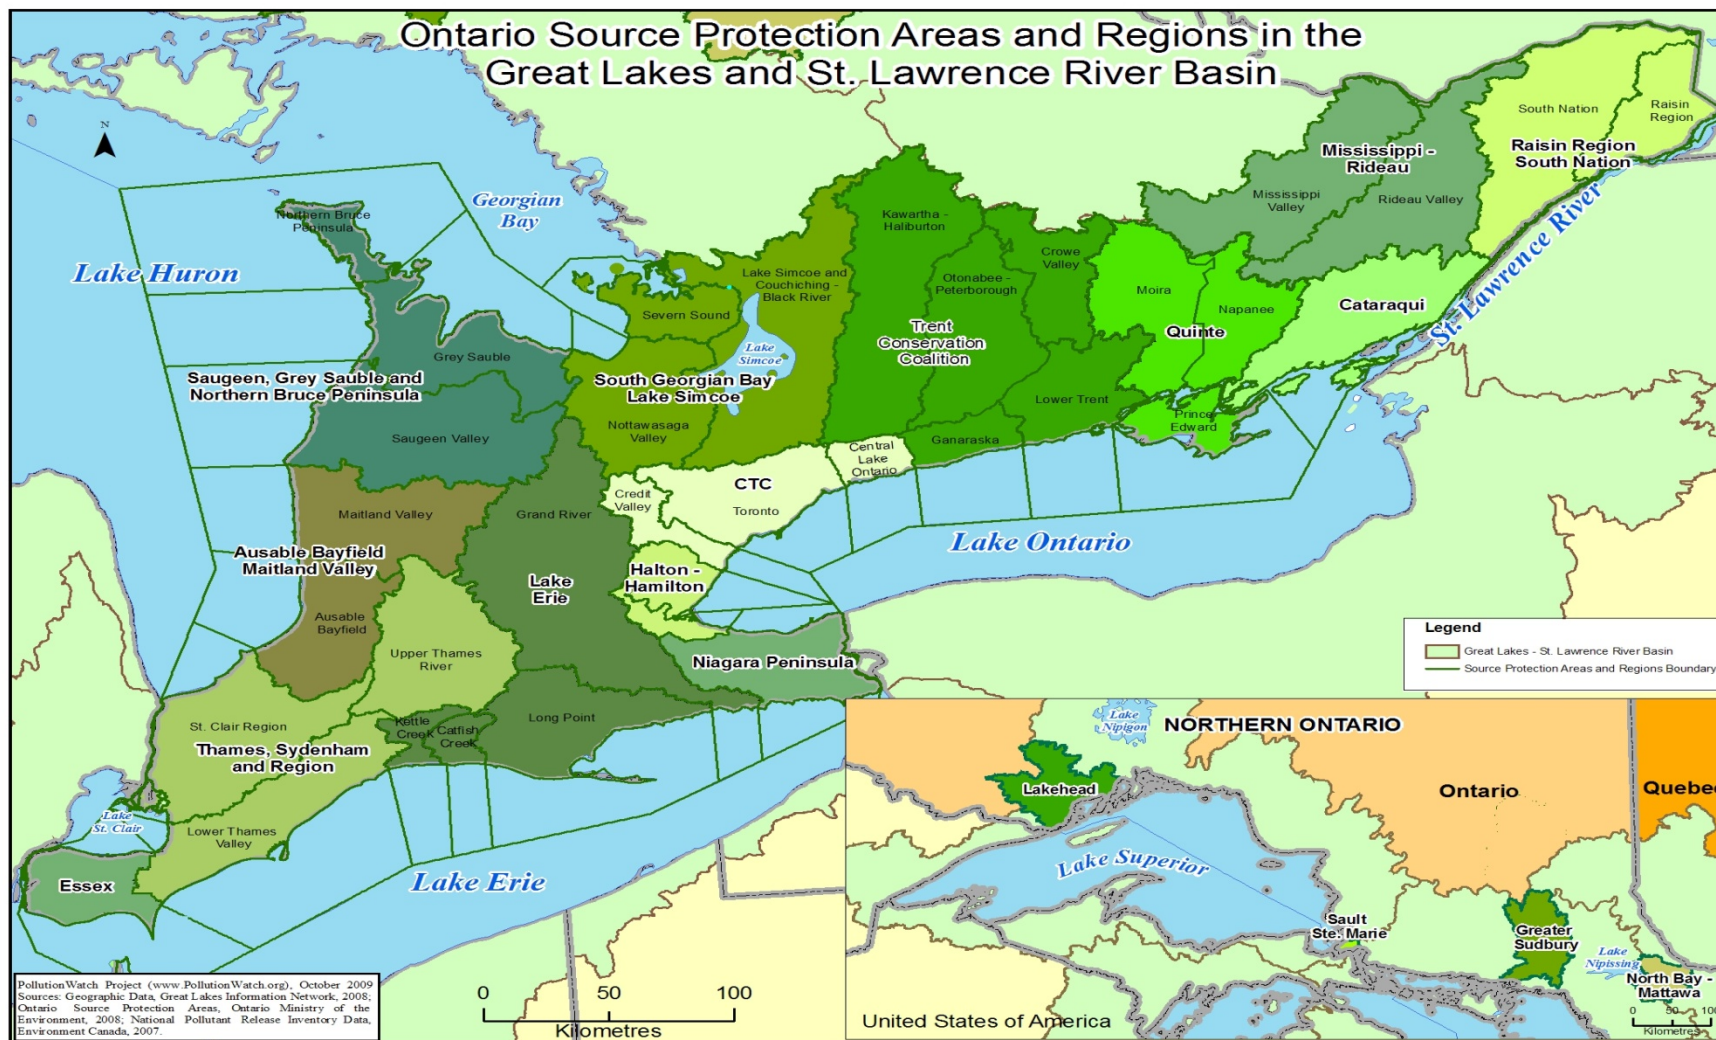 Ontario Source Protection Areas and Regions in the
Great Lakes and St. Lawrence River Basin
N
Georgian
Bay
Lake Huron
Northern Bruce
Peninsula
Grey Sauble
Saugeen, Grey Sauble and
Northern Bruce Peninsula
Saugeen Valley
Severn Sound
Lake Simcoe and
Couchiching -
Black River
Lake
Simcoe
South Georgian Bay
Lake Simcoe
Nottawasaga
Valley
Kawartha -
Haliburton
Otonabee -
Peterborough
Crowe
Valley
Trent
Conservation
Coalition
Lower Trent
Ganaraska
Moira
Napanee
Quinte
Prince
Edward
Cataraqui
Mississippi -
Rideau
Mississippi
Valley
Rideau Valley
South Nation
Raisin
Region
Raisin Region
South Nation
St. Lawrence River
Central
Lake
Ontario
CTC
Credit
Valley
Toronto
Lake Ontario
Maitland Valley
Ausable Bayfield
Maitland Valley
Ausable
Bayfield
Grand River
Lake
Erie
Halton -
Hamilton
Niagara Peninsula
Upper Thames
River
St. Clair Region
Thames, Sydenham
and Region
Kettle
Creek
Catfish
Creek
Long Point
Lake
St. Clair
Lower Thames
Valley
Essex
Lake Erie
Legend
Great Lakes - St. Lawrence River Basin
Source Protection Areas and Regions Boundary
NORTHERN ONTARIO
Lake
Nipigon
Lakehead
Ontario
Quebec
Lake Superior
Sault
Ste. Marie
Greater
Sudbury
Lake
Nipissing
North Bay -
Mattawa
United States of America
0 50 100
Kilometres
PollutionWatch Project (www.PollutionWatch.org), October 2009
Sources: Geographic Data, Great Lakes Information Network, 2008;
Ontario Source Protection Areas, Ontario Ministry of the
Environment, 2008; National Pollutant Release Inventory Data,
Environment Canada, 2007.
0 50 100
Kilometres